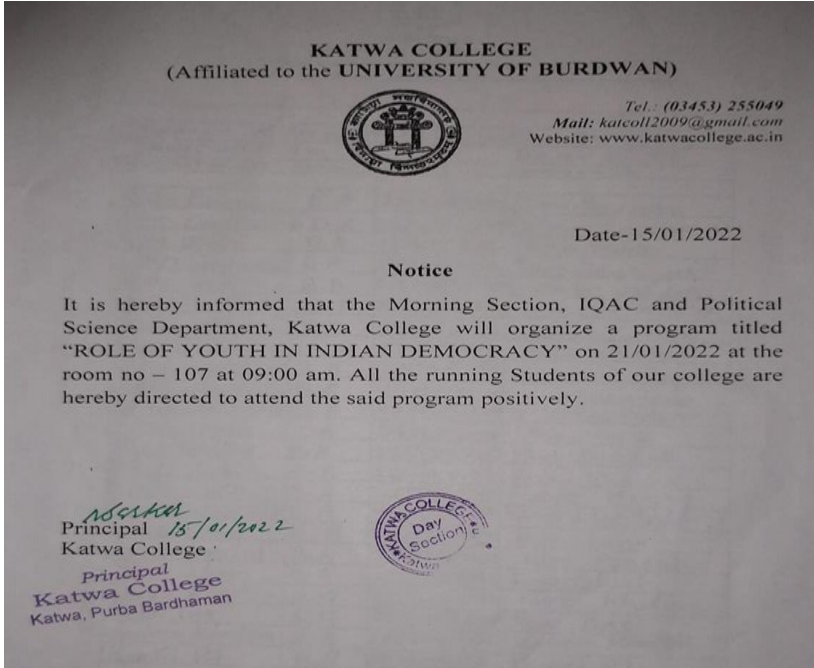 KATWA COLLEGE
(Affiliated to the UNIVERSITY OF BURDWAN)
Tel.: (03453) 255049
Mail: katcoll2009@gmail.com
Website: www.katwacollege.ac.in
Date-15/01/2022
Notice
It is hereby informed that the Morning Section, IQAC and Political
Science Department, Katwa College will organize a program titled
“ROLE OF YOUTH IN INDIAN DEMOCRACY” on 21/01/2022 at the
room no – 107 at 09:00 am. All the running Students of our college are
hereby directed to attend the said program positively.
Principal 15/01/2022
Katwa College
Principal
Katwa College
Katwa, Purba Bardhaman
KATWA COLLEGE
Day
Section
Katwa